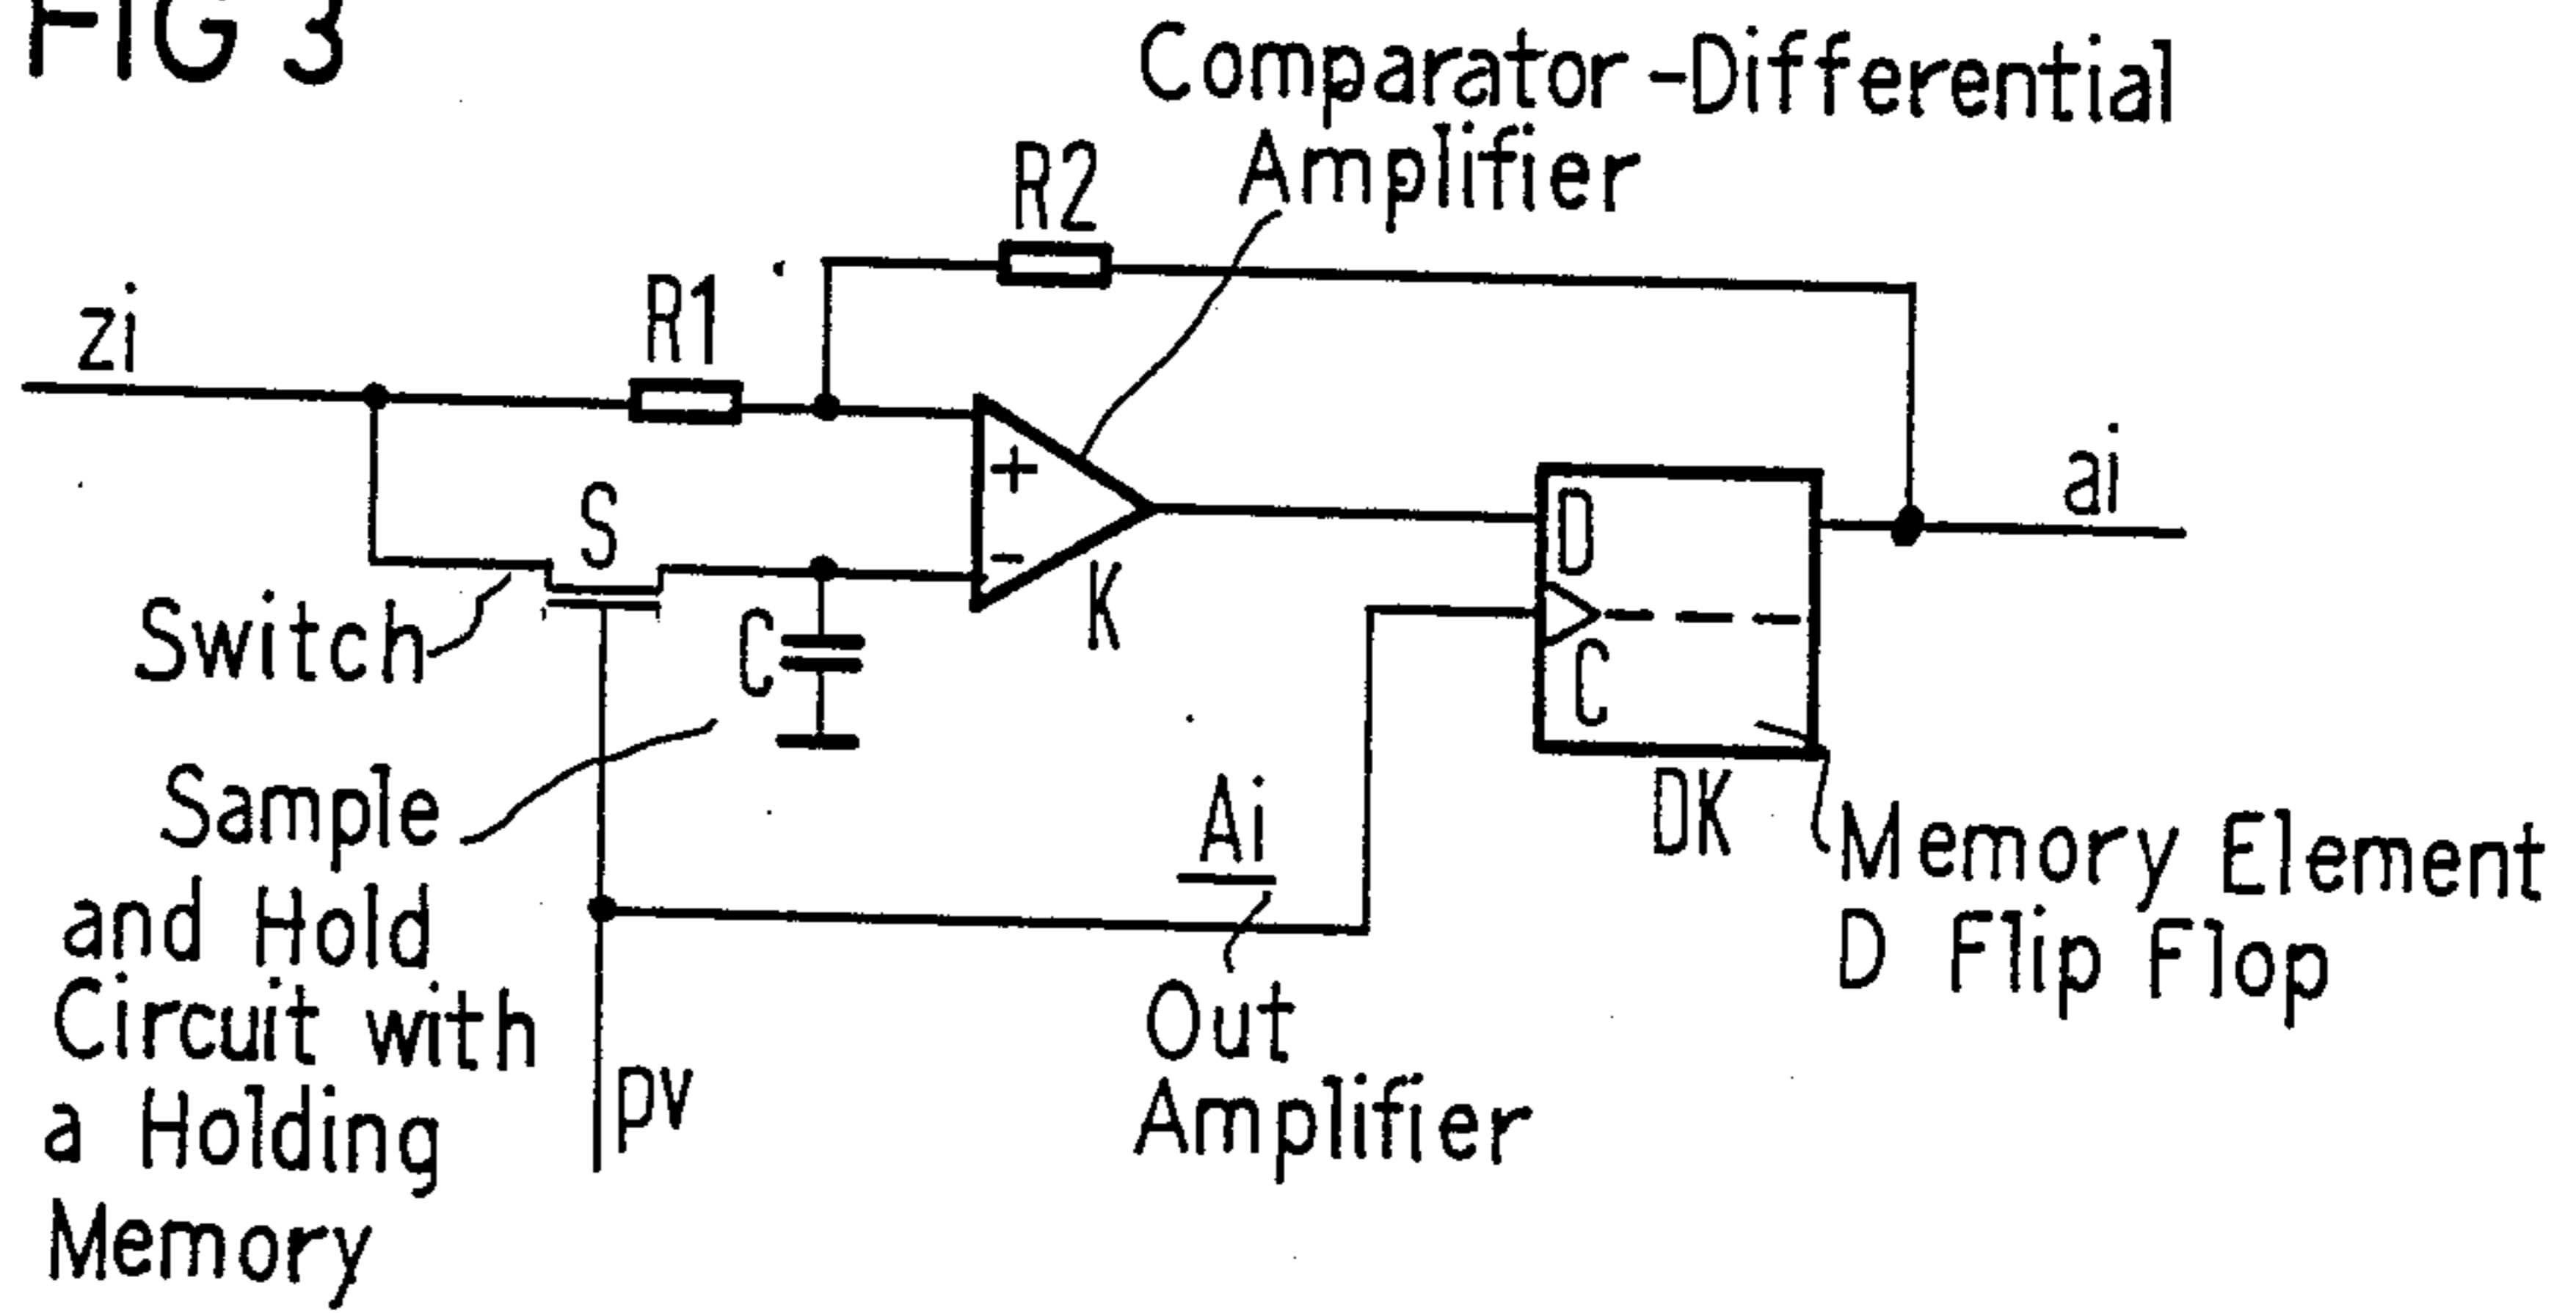 FIG 3
Comparator-Differential
Amplifier
R2
zi
R1
S
+
-
K
D
C
ai
Switch
C
DK
Sample
and Hold
Circuit with
a Holding
Memory
Ai
Out
Amplifier
Memory Element
D Flip Flop
pv